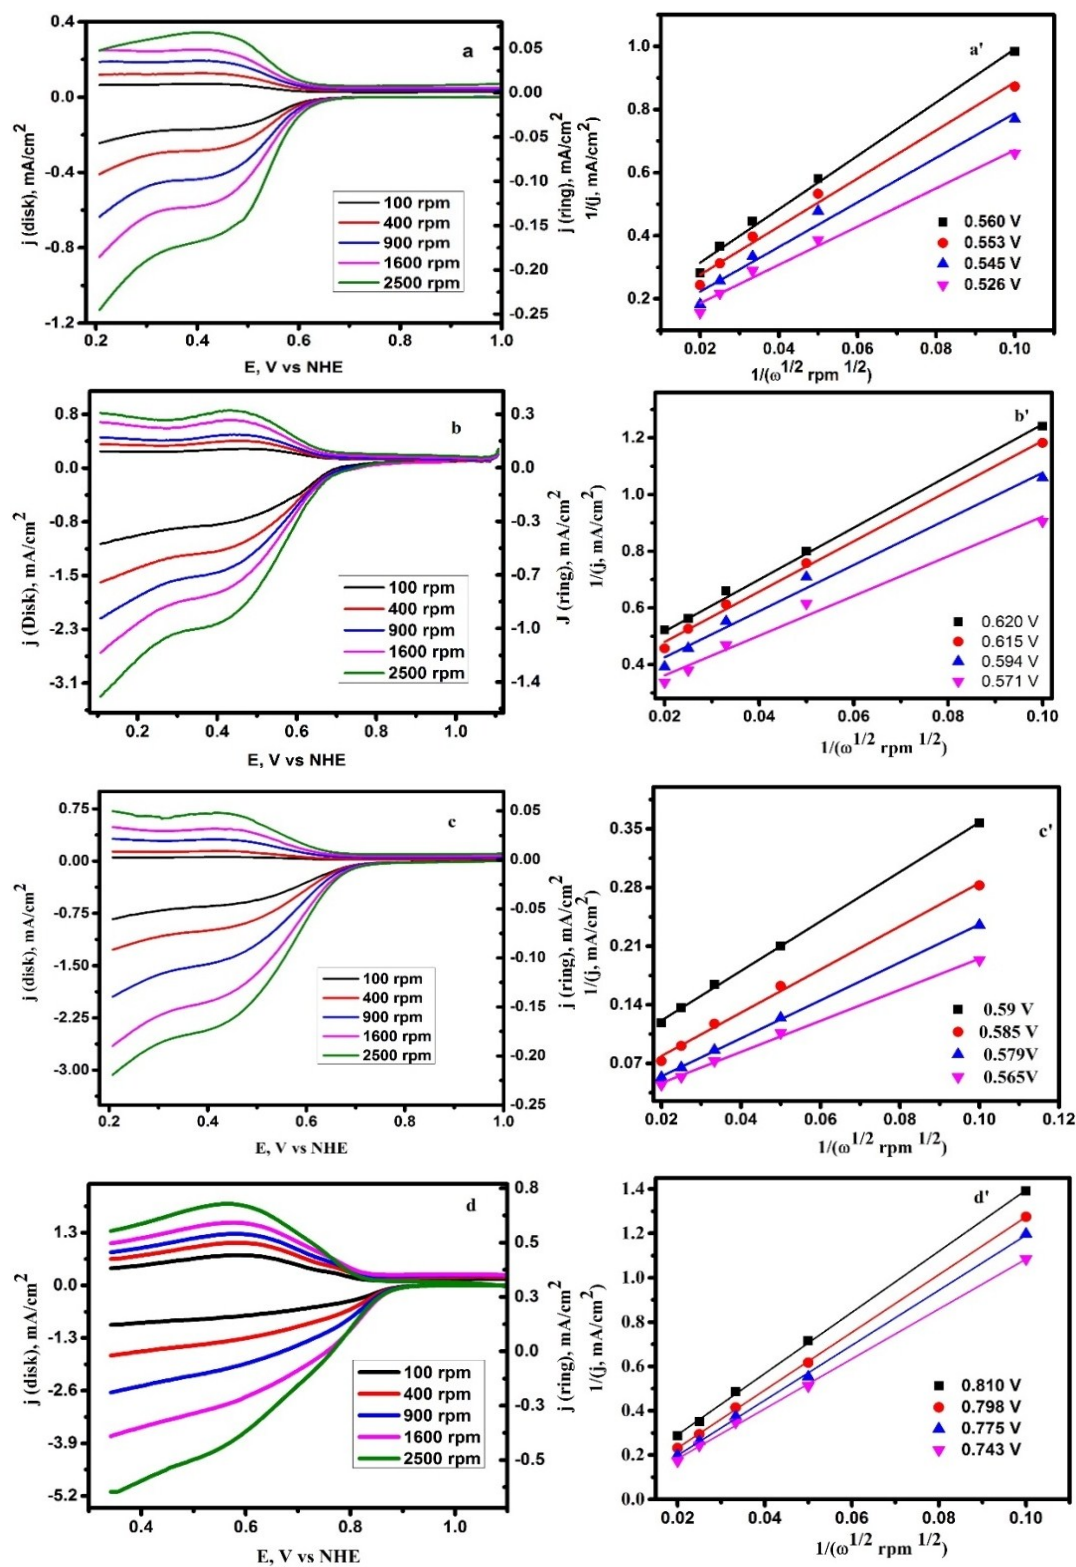 a
0.4
0.0
-0.4
-0.8
-1.2
0.05
0.00
-0.05
-0.10
-0.15
-0.20
-0.25
0.2
0.4
0.6
0.8
1.0
j (disk), mA/cm²
j (ring), mA/cm²
E, V vs NHE
100 rpm
400 rpm
900 rpm
1600 rpm
2500 rpm
a'
1.0
0.8
0.6
0.4
0.2
0.02
0.04
0.06
0.08
0.10
1/(j, mA/cm²)
1/(ω^1/2 rpm ^1/2)
0.560 V
0.553 V
0.545 V
0.526 V
b
0.8
0.0
-0.8
-1.5
-2.3
-3.1
0.3
0.0
-0.3
-0.7
-1.0
-1.4
0.2
0.4
0.6
0.8
1.0
j (Disk), mA/cm²
J (ring), mA/cm²
E, V vs NHE
100 rpm
400 rpm
900 rpm
1600 rpm
2500 rpm
b'
1.2
1.0
0.8
0.6
0.4
0.02
0.04
0.06
0.08
0.10
1/(j, mA/cm²)
1/(ω^1/2 rpm ^1/2)
0.620 V
0.615 V
0.594 V
0.571 V
c
0.75
0.00
-0.75
-1.50
-2.25
-3.00
0.05
0.00
-0.05
-0.10
-0.15
-0.20
-0.25
0.2
0.4
0.6
0.8
1.0
j (disk), mA/cm²
j (ring), mA/cm²
E, V vs NHE
100 rpm
400 rpm
900 rpm
1600 rpm
2500 rpm
c'
0.35
0.28
0.21
0.14
0.07
0.02
0.04
0.06
0.08
0.10
0.12
1/(j, mA/cm²)
1/(ω^1/2 rpm ^1/2)
0.59 V
0.585 V
0.579V
0.565V
d
1.3
0.0
-1.3
-2.6
-3.9
-5.2
0.8
0.5
0.3
0.0
-0.3
-0.5
0.4
0.6
0.8
1.0
j (disk), mA/cm²
j (ring), mA/cm²
E, V vs NHE
100 rpm
400 rpm
900 rpm
1600 rpm
2500 rpm
d'
1.4
1.2
1.0
0.8
0.6
0.4
0.2
0.0
0.02
0.04
0.06
0.08
0.10
1/(j, mA/cm²)
1/(ω^1/2 rpm ^1/2)
0.810 V
0.798 V
0.775 V
0.743 V